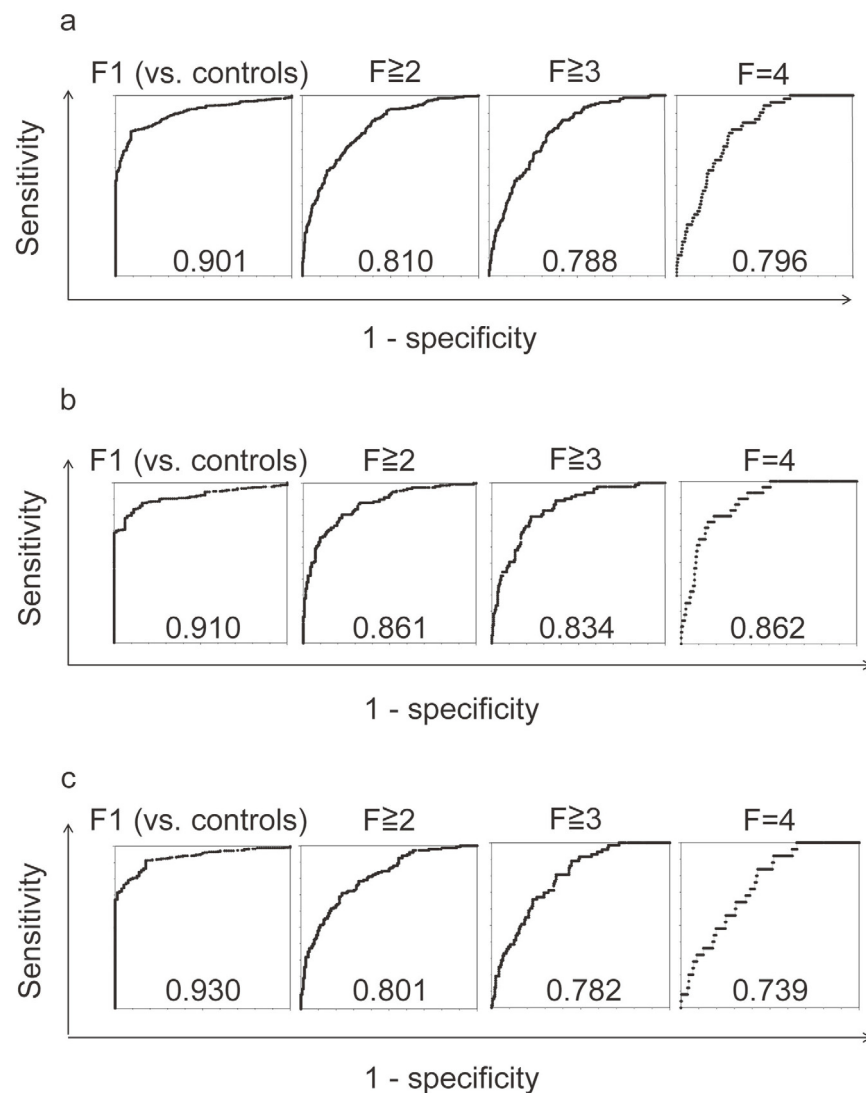 a
F1 (vs. controls) F≧2 F≧3 F=4
Sensitivity
0.901 0.810 0.788 0.796
1 - specificity
b
F1 (vs. controls) F≧2 F≧3 F=4
Sensitivity
0.910 0.861 0.834 0.862
1 - specificity
c
F1 (vs. controls) F≧2 F≧3 F=4
Sensitivity
0.930 0.801 0.782 0.739
1 - specificity